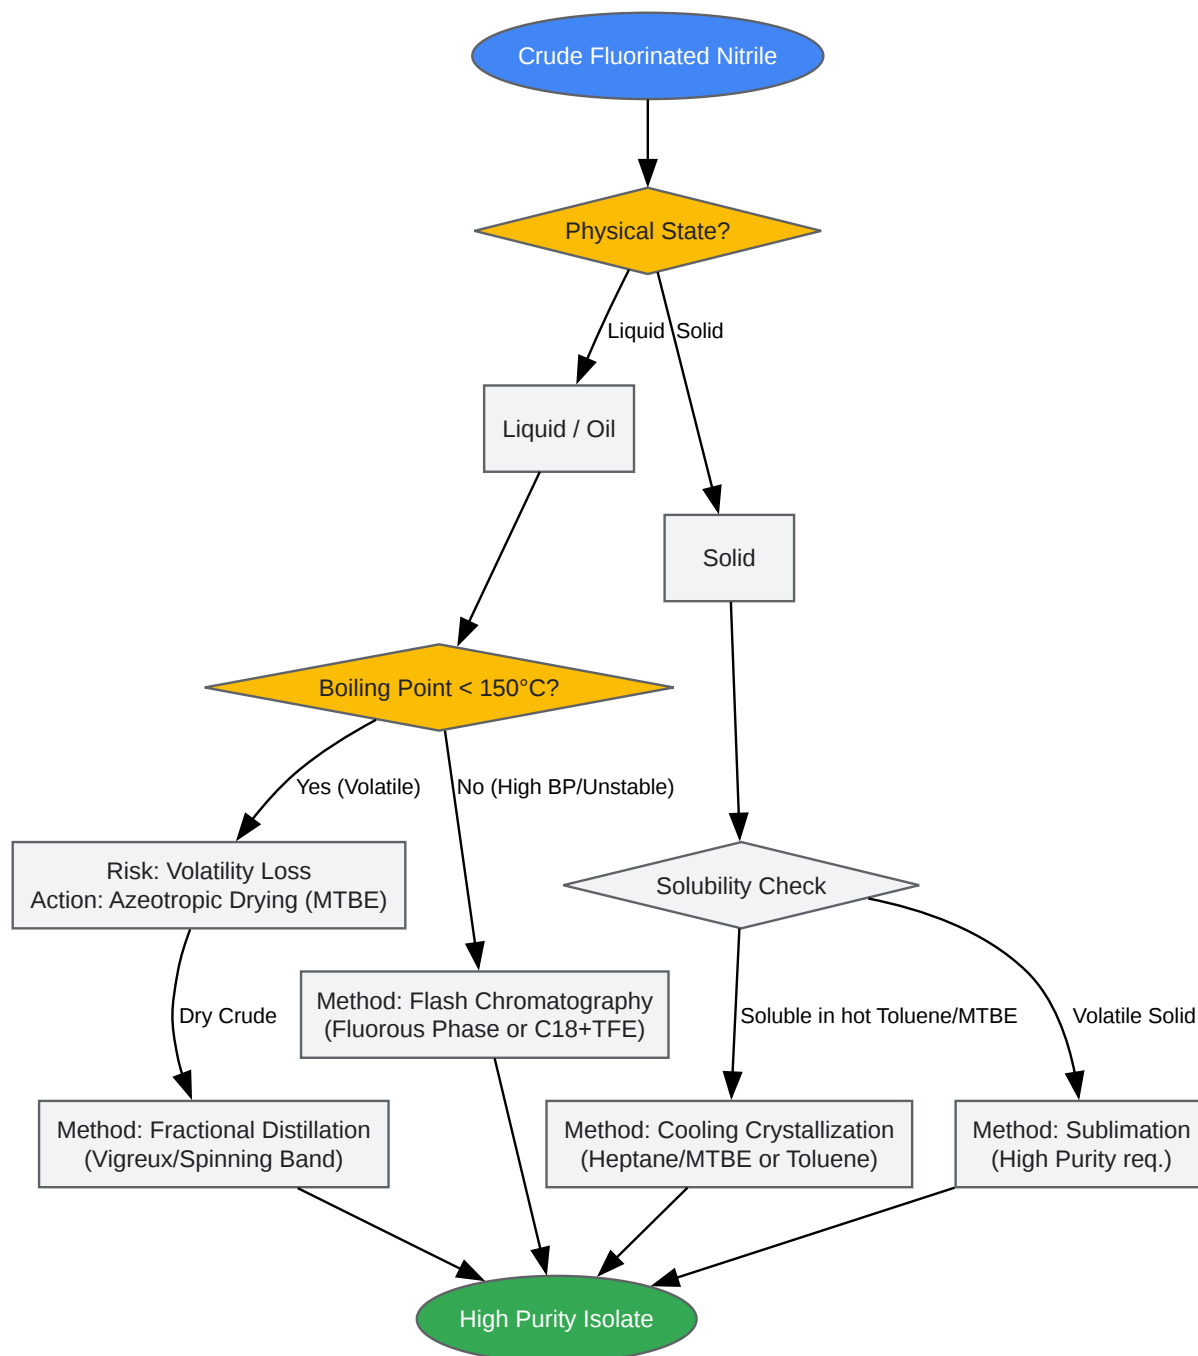 Crude Fluorinated Nitrile
Physical State?
Liquid
Solid
Liquid / Oil
Solid
Boiling Point < 150°C?
Yes (Volatile)
No (High BP/Unstable)
Risk: Volatility Loss
Action: Azeotropic Drying (MTBE)
Solubility Check
Method: Flash Chromatography
(Fluorous Phase or C18+TFE)
Dry Crude
Soluble in hot Toluene/MTBE
Volatile Solid
Method: Fractional Distillation
(Vigreux/Spinning Band)
Method: Cooling Crystallization
(Heptane/MTBE or Toluene)
Method: Sublimation
(High Purity req.)
High Purity Isolate